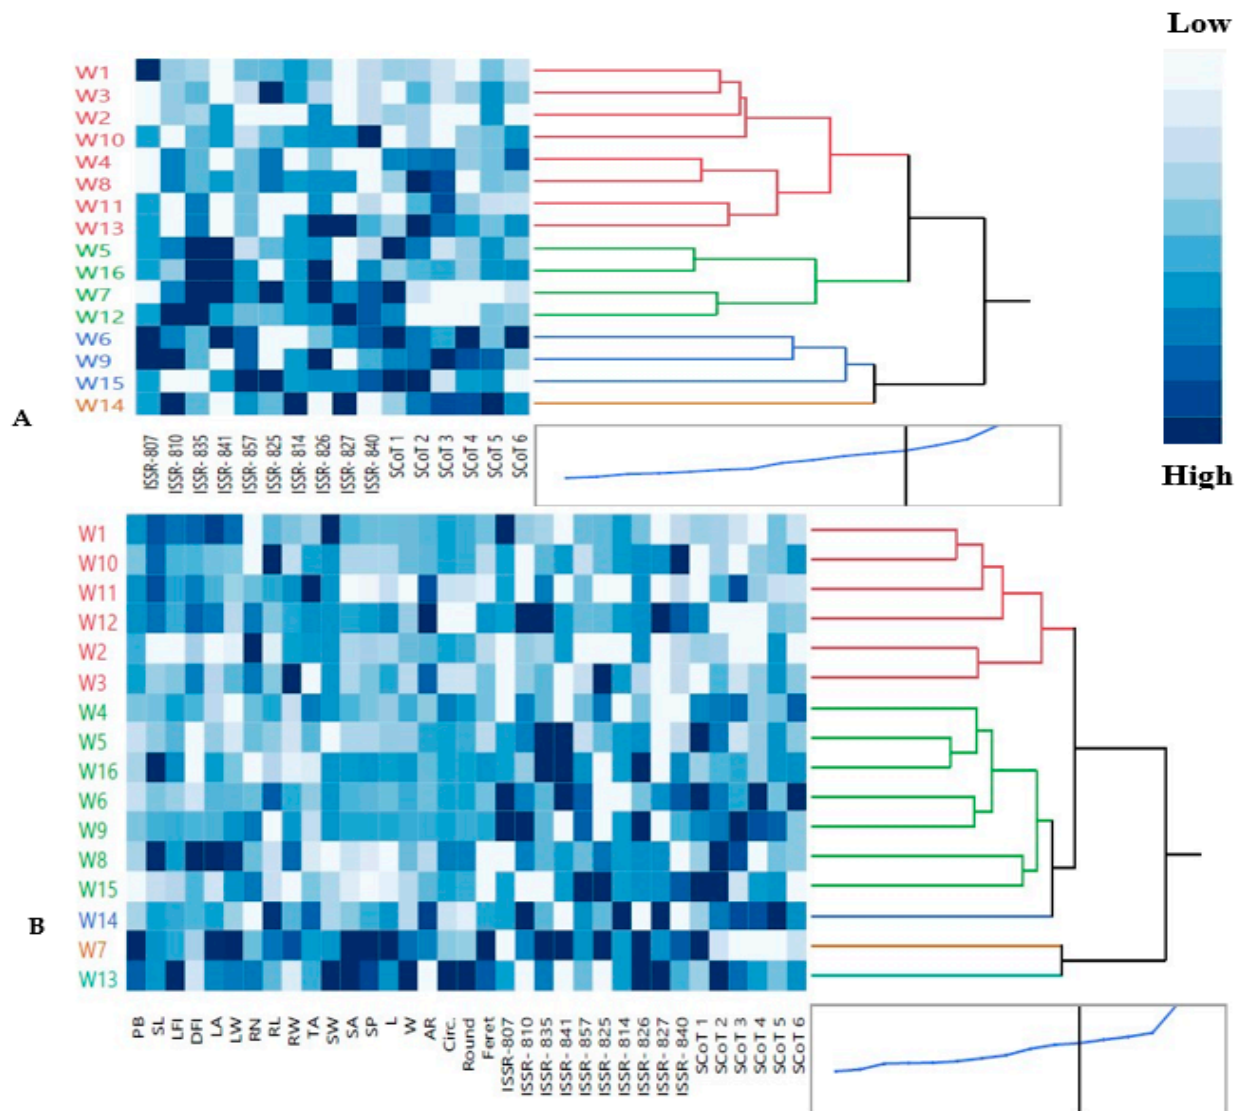 Low
W1
W3
W2
W10
W4
W8
W11
W13
W5
W16
W7
W12
W6
W9
W15
W14
A
ISSR-807
ISSR- 810
ISSR- 835
ISSR- 841
ISSR- 857
ISSR- 825
ISSR- 814
ISSR- 826
ISSR- 827
ISSR- 840
SCoT 1
SCoT 2
SCoT 3
SCoT 4
SCoT 5
SCoT 6
High
W1
W10
W11
W12
W2
W3
W4
W5
W16
W6
W9
W8
W15
W14
W7
W13
B
PB
SL
LFI
DFI
LA
LW
RN
RL
RW
TA
SW
SA
SP
L
W
AR
Circ.
Round
Feret
ISSR-807
ISSR- 810
ISSR- 835
ISSR- 841
ISSR- 857
ISSR- 825
ISSR- 814
ISSR- 826
ISSR- 827
ISSR- 840
SCoT 1
SCoT 2
SCoT 3
SCoT 4
SCoT 5
SCoT 6